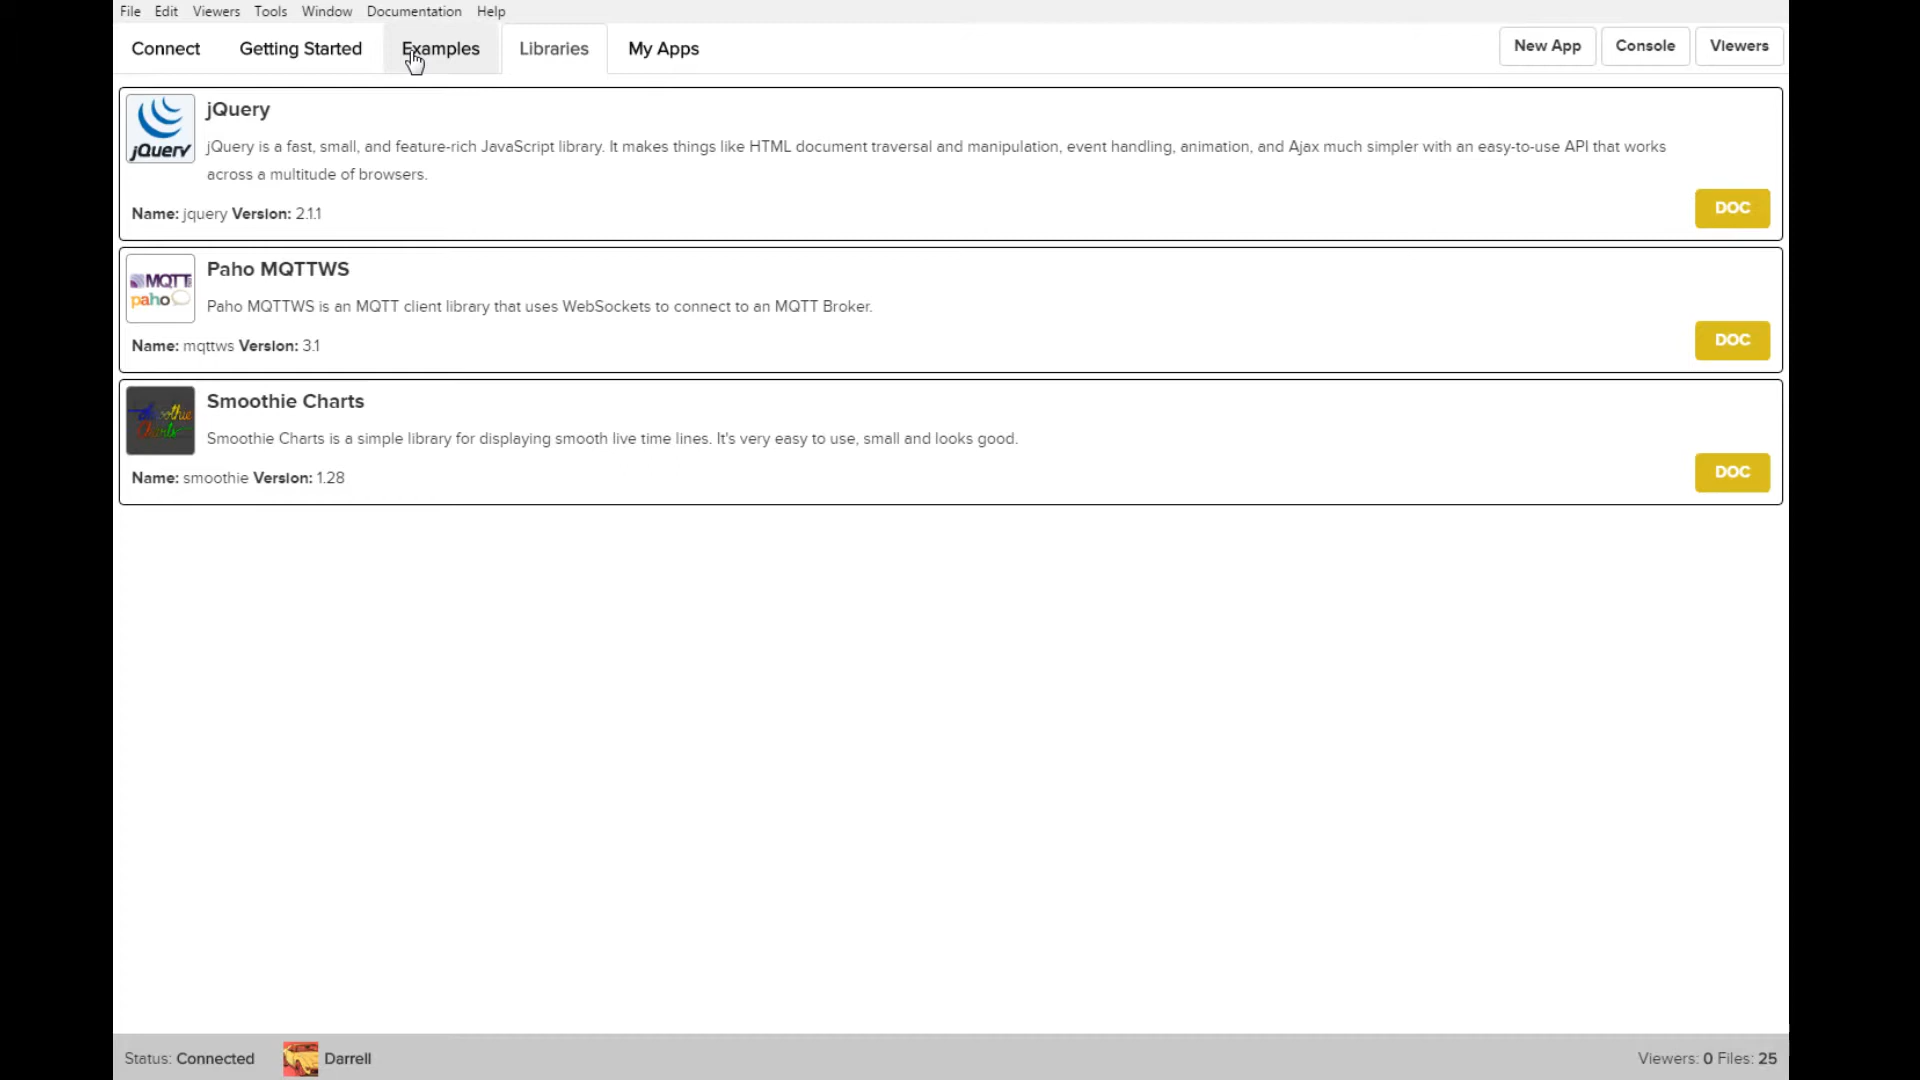 File Edit Viewers Tools Window Documentation Help
Connect Getting Started Examples Libraries My Apps New App Console Viewers
jQuery
jQuery
jQuery is a fast, small, and feature-rich JavaScript library. It makes things like HTML document traversal and manipulation, event handling, animation, and Ajax much simpler with an easy-to-use API that works
across a multitude of browsers.
Name: jquery Version: 2.1.1
DOC
MQTT
paho
Paho MQTTWS
Paho MQTTWS is an MQTT client library that uses WebSockets to connect to an MQTT Broker.
Name: mqttws Version: 3.1
DOC
Smoothie
Charts
Smoothie Charts
Smoothie Charts is a simple library for displaying smooth live time lines. It's very easy to use, small and looks good.
Name: smoothie Version: 1.28
DOC
Status: Connected Darrell Viewers: 0 Files: 25